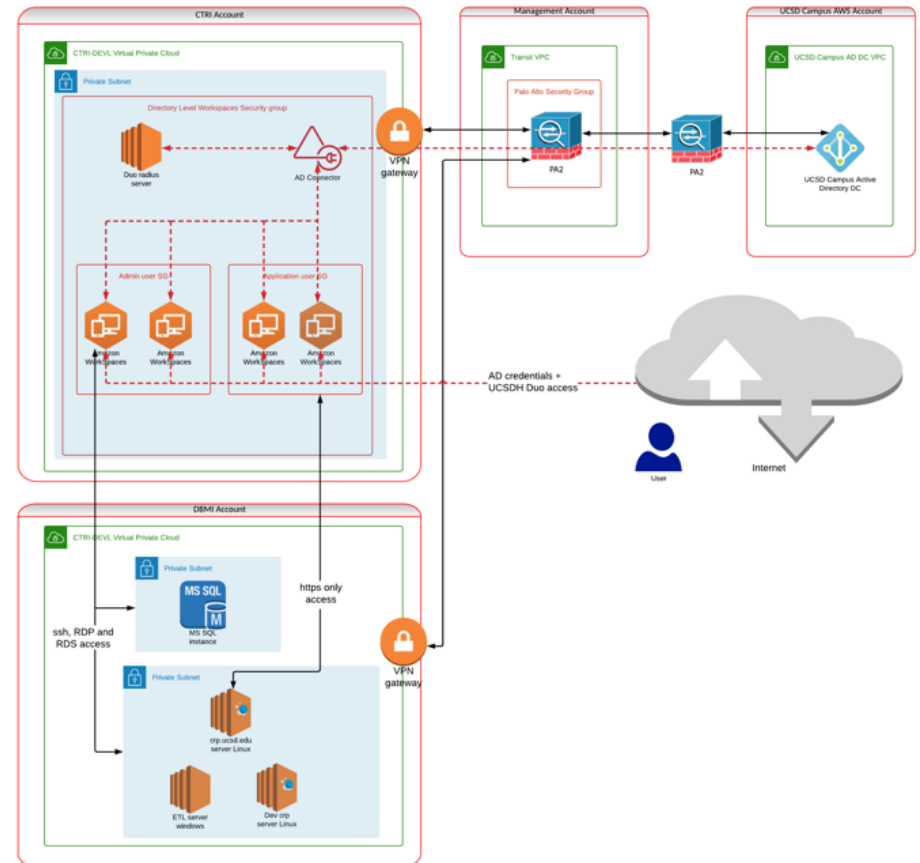 CTRI Account
Management Account
UCSD Campus AWS Account
CTRI-DEVL Virtual Private Cloud
Transit VPC
UCSD Campus AD DC VPC
Private Subnet
Palo Alto Security Group
Directory Level Workspaces Security group
Duo radius
server
AD Connector
VPN
gateway
PA2
PA2
UCSD Campus Active
Directory DC
Admin user SG
Application user SG
Amazon
WorkSpaces
Amazon
WorkSpaces
Amazon
WorkSpaces
Amazon
WorkSpaces
AD credentials +
UCSDH Duo access
User
Internet
DBMI Account
CTRI-DEVL Virtual Private Cloud
Private Subnet
MS SQL
M
MS SQL
instance
https only
access
ssh, RDP and
RDS access
VPN
gateway
Private Subnet
crp.ucsd.edu
server Linux
ETL server
windows
Dev crp
server Linux